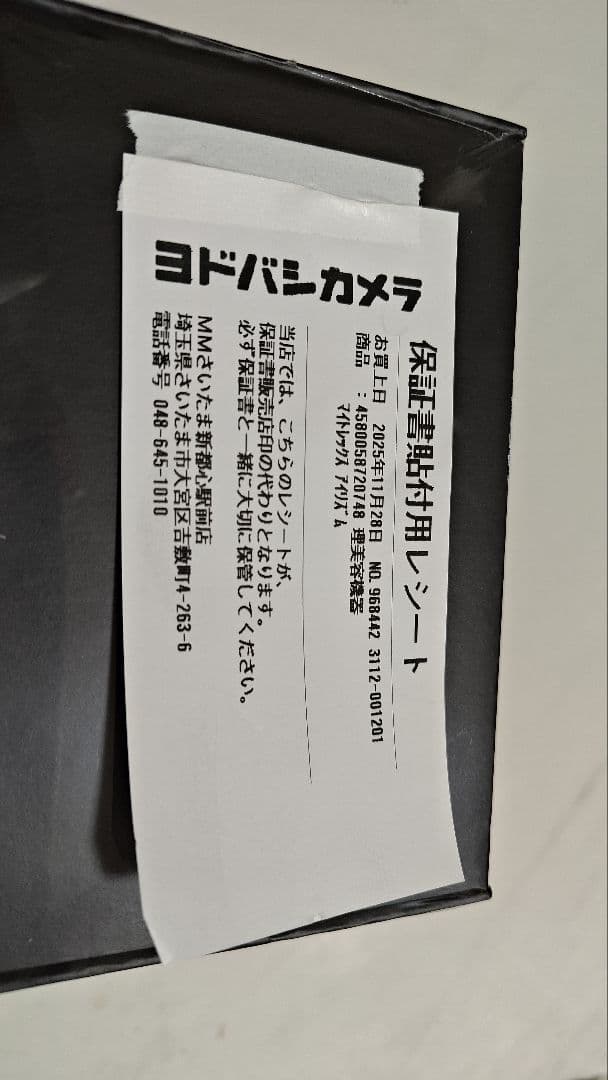 保証書貼付用レシート
お買上日 2025年11月28日 NO. 968442 3112-001201
商品 : 4580058720748 理美容機器
マイトレックス アイリズム
当店では、こちらのレシートが、
保証書販売店印の代わりとなります。
必ず保証書と一緒に大切に保管してください。
MMさいたま新都心駅前店
埼玉県さいたま市大宮区吉敷町4-263-6
電話番号 048-645-1010
ヨドバシカメラ